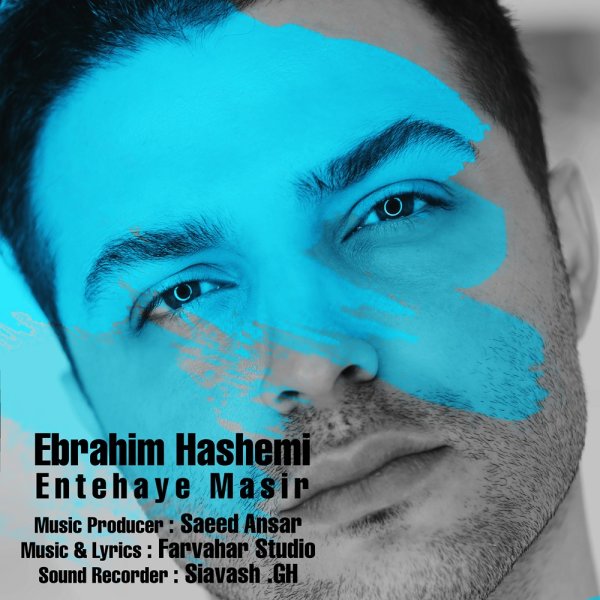 Ebrahim Hashemi
Entehaye Masir
Music Producer : Saeed Ansar
Music & Lyrics : Farvahar Studio
Sound Recorder : Siavash .GH